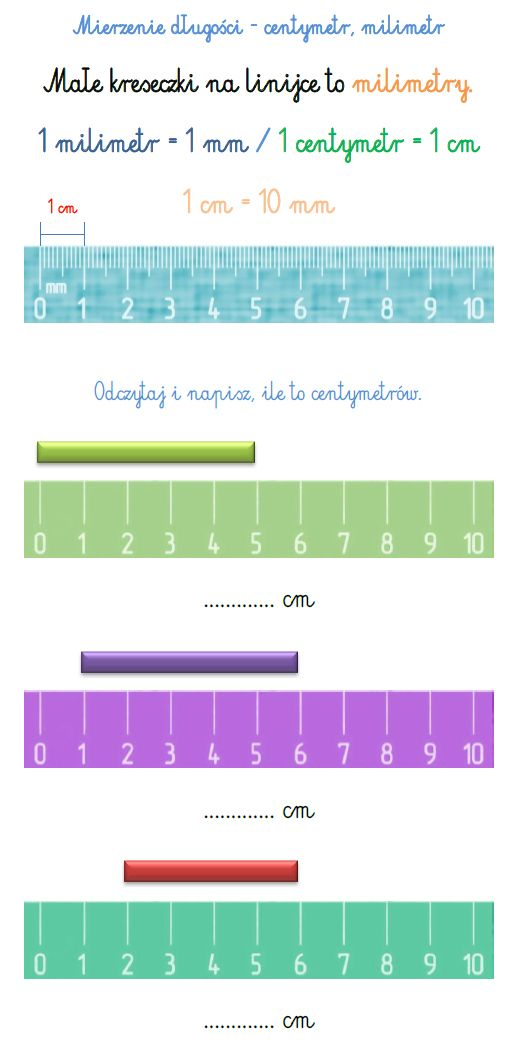 Mierzenie długości - centymetr, milimetr
Małe kreseczki na linijce to milimetry.
1 milimetr = 1 mm / 1 centymetr = 1 cm
1 cm = 10 mm
1 cm
mm
0 1 2 3 4 5 6 7 8 9 10
Odczytaj i napisz, ile to centymetrów.
0 1 2 3 4 5 6 7 8 9 10
............. cm
0 1 2 3 4 5 6 7 8 9 10
............. cm
0 1 2 3 4 5 6 7 8 9 10
............. cm